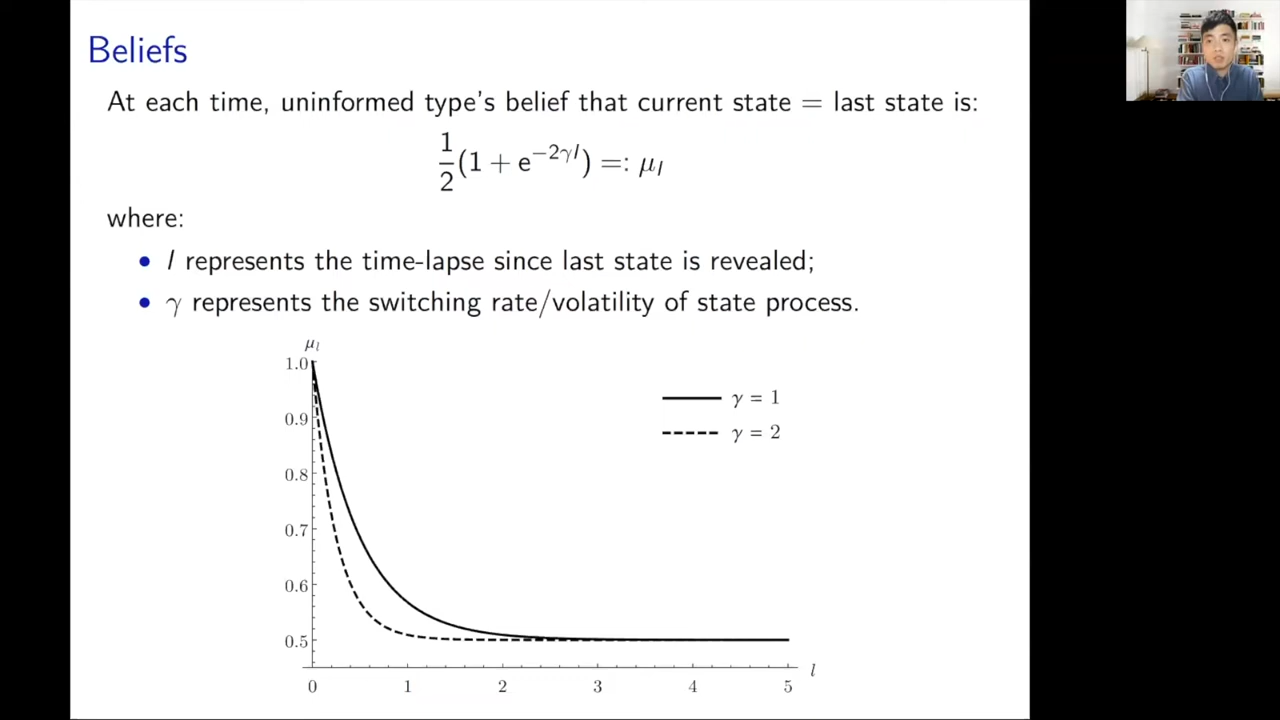 Beliefs
At each time, uninformed type's belief that current state = last state is:
1/2(1 + e^{−2γl}) =: μ_l
where:
• l represents the time-lapse since last state is revealed;
• γ represents the switching rate/volatility of state process.
μ_l
1.0
0.9
0.8
0.7
0.6
0.5
γ = 1
γ = 2
0 1 2 3 4 5 l